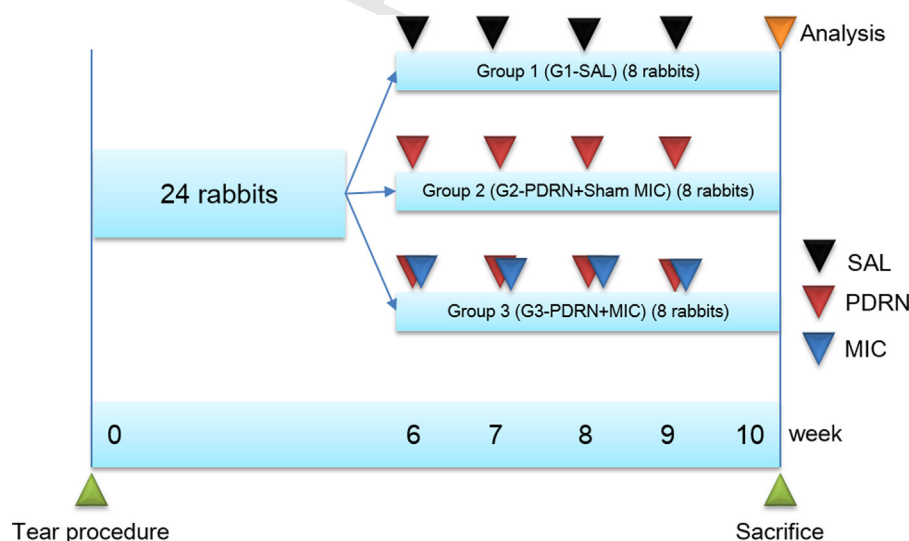 Analysis
Group 1 (G1-SAL) (8 rabbits)
24 rabbits
Group 2 (G2-PDRN+Sham MIC) (8 rabbits)
Group 3 (G3-PDRN+MIC) (8 rabbits)
SAL
PDRN
MIC
0 6 7 8 9 10 week
Tear procedure
Sacrifice